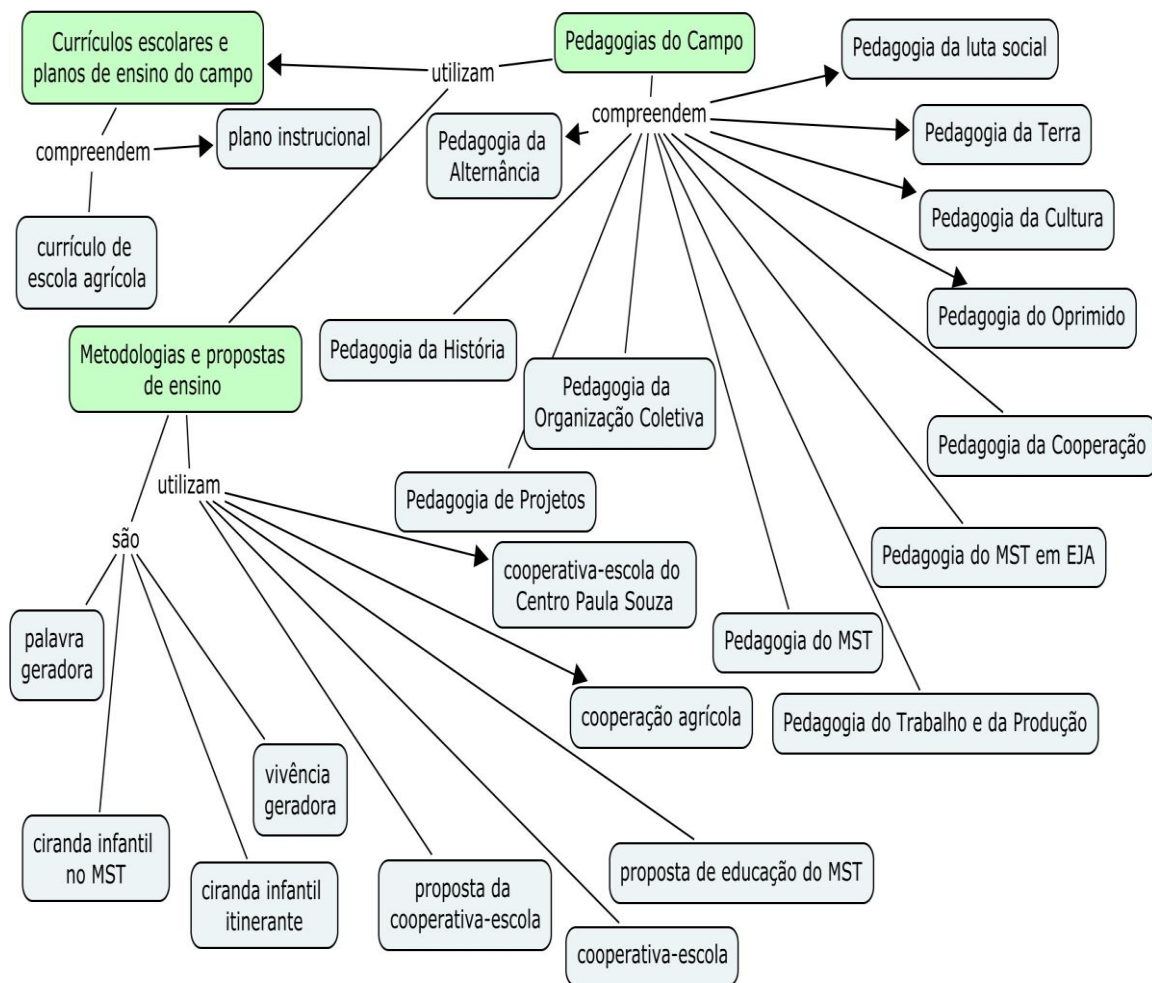 Currículos escolares e
planos de ensino do campo
utilizam
Pedagogias do Campo
Pedagogia da luta social
compreendem
plano instrucional
Pedagogia da
Alternância
compreendem
Pedagogia da Terra
Pedagogia da Cultura
currículo de
escola agrícola
Pedagogia do Oprimido
Metodologias e propostas
de ensino
Pedagogia da História
Pedagogia da
Organização Coletiva
Pedagogia da Cooperação
utilizam
Pedagogia de Projetos
são
cooperativa-escola do
Centro Paula Souza
Pedagogia do MST em EJA
palavra
geradora
Pedagogia do MST
cooperação agrícola
Pedagogia do Trabalho e da Produção
vivência
geradora
ciranda infantil
no MST
ciranda infantil
itinerante
proposta da
cooperativa-escola
proposta de educação do MST
cooperativa-escola